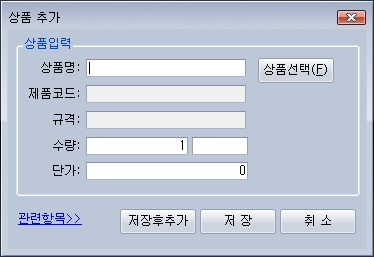 상품 추가
상품입력
상품명: 상품선택(F)
제품코드:
규격:
수량: 1
단가: 0
관련항목>> 저장후추가 저 장 취 소